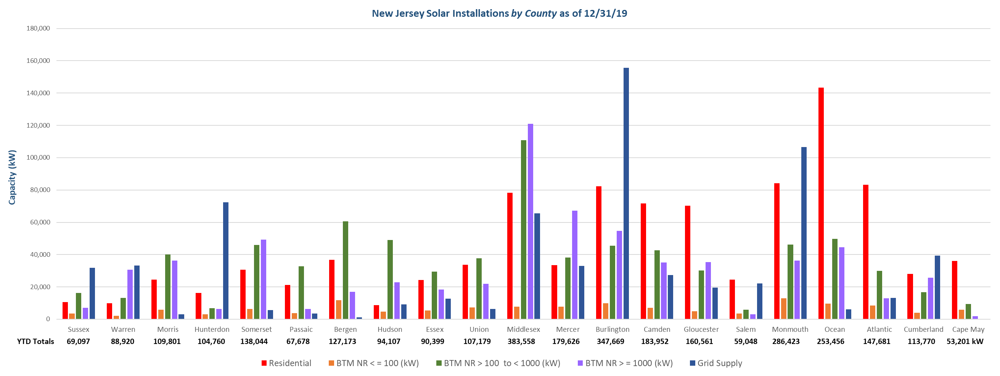 New Jersey Solar Installations by County as of 12/31/19
180,000
160,000
140,000
120,000
100,000
80,000
60,000
40,000
20,000
0
Capacity (kW)
Sussex Warren Morris Hunterdon Somerset Passaic Bergen Hudson Essex Union Middlesex Mercer Burlington Camden Gloucester Salem Monmouth Ocean Atlantic Cumberland Cape May
YTD Totals 69,097 88,920 109,801 104,760 138,044 67,678 127,173 94,107 90,399 107,179 383,558 179,626 347,669 183,952 160,561 59,048 286,423 253,456 147,681 113,770 53,201 kW
Residential BTM NR < = 100 (kW) BTM NR > 100 to < 1000 (kW) BTM NR > = 1000 (kW) Grid Supply